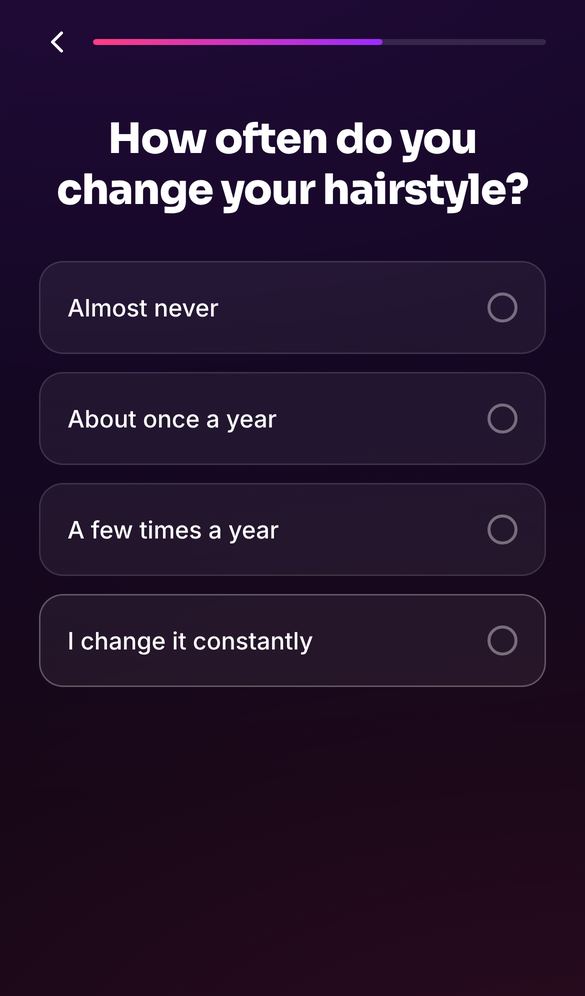 How often do you
change your hairstyle?
Almost never
About once a year
A few times a year
I change it constantly